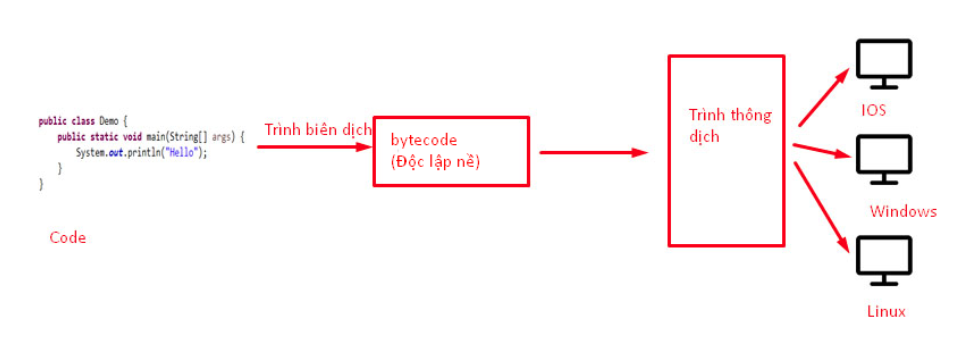 public class Demo {
public static void main(String[] args) {
System.out.println("Hello");
}
}
Code
Trình biên dịch
bytecode
(Độc lập nề)
Trình thông
dịch
IOS
Windows
Linux